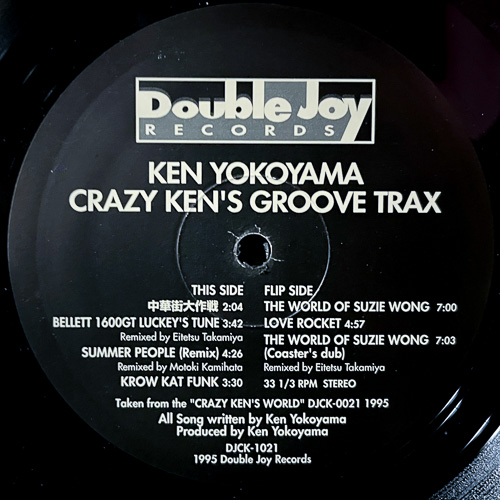 Double Joy
RECORDS
KEN YOKOYAMA
CRAZY KEN'S GROOVE TRAX
THIS SIDE
中華街大作戦 2:04
BELLETT 1600GT LUCKEY'S TUNE 3:42
Remixed by Eitetsu Takamiya
SUMMER PEOPLE (Remix) 4:26
Remixed by Motoki Kamihata
KROW KAT FUNK 3:30
FLIP SIDE
THE WORLD OF SUZIE WONG 7:00
LOVE ROCKET 4:57
THE WORLD OF SUZIE WONG 7:03
(Coaster's dub)
Remixed by Eitetsu Takamiya
33 1/3 RPM STEREO
Taken from the "CRAZY KEN'S WORLD" DJCK-0021 1995
All Song written by Ken Yokoyama
Produced by Ken Yokoyama
DJCK-1021
1995 Double Joy Records